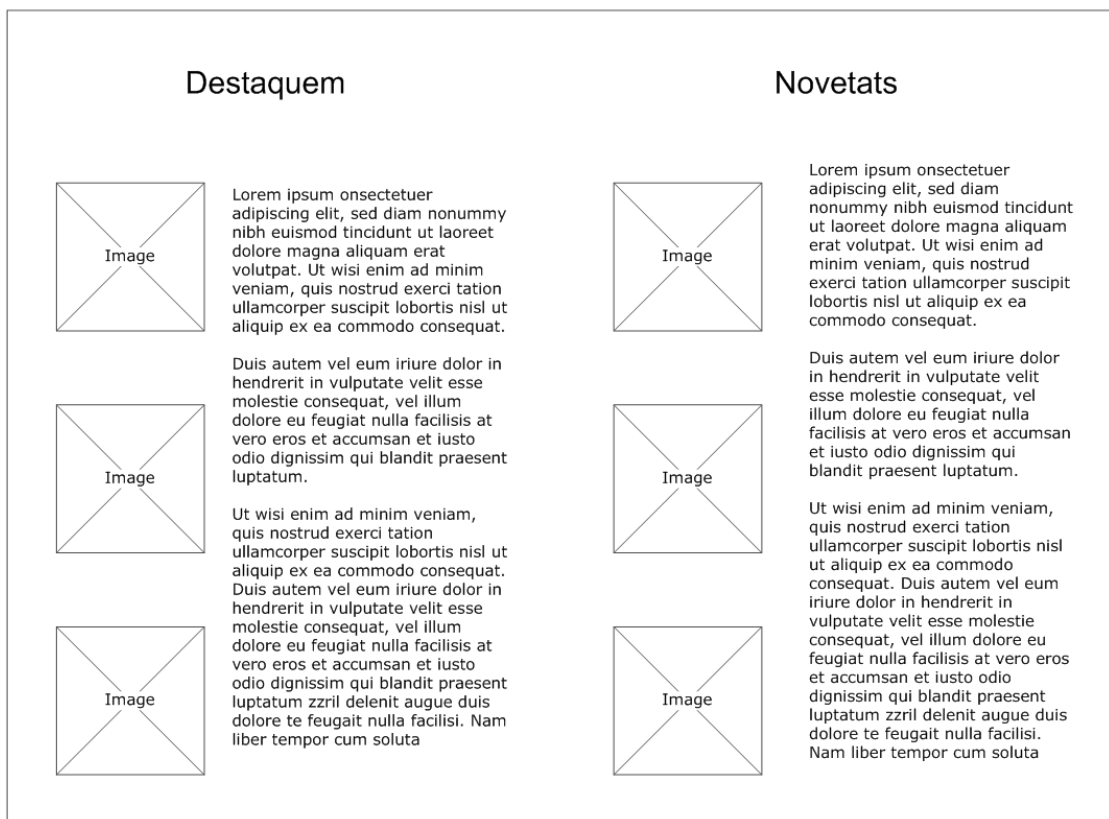 Destaquem
Image
Lorem ipsum onsectetuer
adipiscing elit, sed diam nonummy
nibh euismod tincidunt ut laoreet
dolore magna aliquam erat
volutpat. Ut wisi enim ad minim
veniam, quis nostrud exerci tation
ullamcorper suscipit lobortis nisl ut
aliquip ex ea commodo consequat.
Duis autem vel eum iriure dolor in
hendrerit in vulputate velit esse
molestie consequat, vel illum
dolore eu feugiat nulla facilisis at
vero eros et accumsan et iusto
odio dignissim qui blandit praesent
luptatum.
Image
Ut wisi enim ad minim veniam,
quis nostrud exerci tation
ullamcorper suscipit lobortis nisl ut
aliquip ex ea commodo consequat.
Duis autem vel eum iriure dolor in
hendrerit in vulputate velit esse
molestie consequat, vel illum
dolore eu feugiat nulla facilisis at
vero eros et accumsan et iusto
odio dignissim qui blandit praesent
luptatum zzril delenit augue duis
dolore te feugait nulla facilisi. Nam
liber tempor cum soluta
Image
Novetats
Image
Lorem ipsum onsectetuer
adipiscing elit, sed diam
nonummy nibh euismod tincidunt
ut laoreet dolore magna aliquam
erat volutpat. Ut wisi enim ad
minim veniam, quis nostrud
exerci tation ullamcorper suscipit
lobortis nisl ut aliquip ex ea
commodo consequat.
Duis autem vel eum iriure dolor
in hendrerit in vulputate velit
esse molestie consequat, vel
illum dolore eu feugiat nulla
facilisis at vero eros et accumsan
et iusto odio dignissim qui
blandit praesent luptatum.
Image
Ut wisi enim ad minim veniam,
quis nostrud exerci tation
ullamcorper suscipit lobortis nisl
ut aliquip ex ea commodo
consequat. Duis autem vel eum
iriure dolor in hendrerit in
vulputate velit esse molestie
consequat, vel illum dolore eu
feugiat nulla facilisis at vero eros
et accumsan et iusto odio
dignissim qui blandit praesent
luptatum zzril delenit augue duis
dolore te feugait nulla facilisi.
Nam liber tempor cum soluta
Image